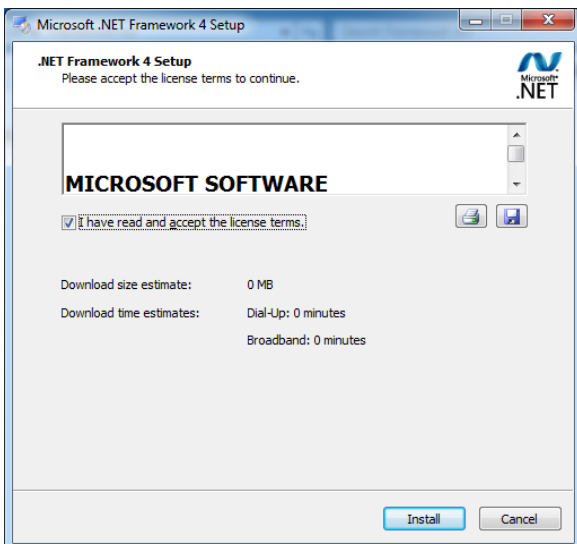 Microsoft .NET Framework 4 Setup
.NET Framework 4 Setup
Please accept the license terms to continue.
Microsoft
.NET
MICROSOFT SOFTWARE
I have read and accept the license terms.
Download size estimate: 0 MB
Download time estimates: Dial-Up: 0 minutes
Broadband: 0 minutes
Install Cancel